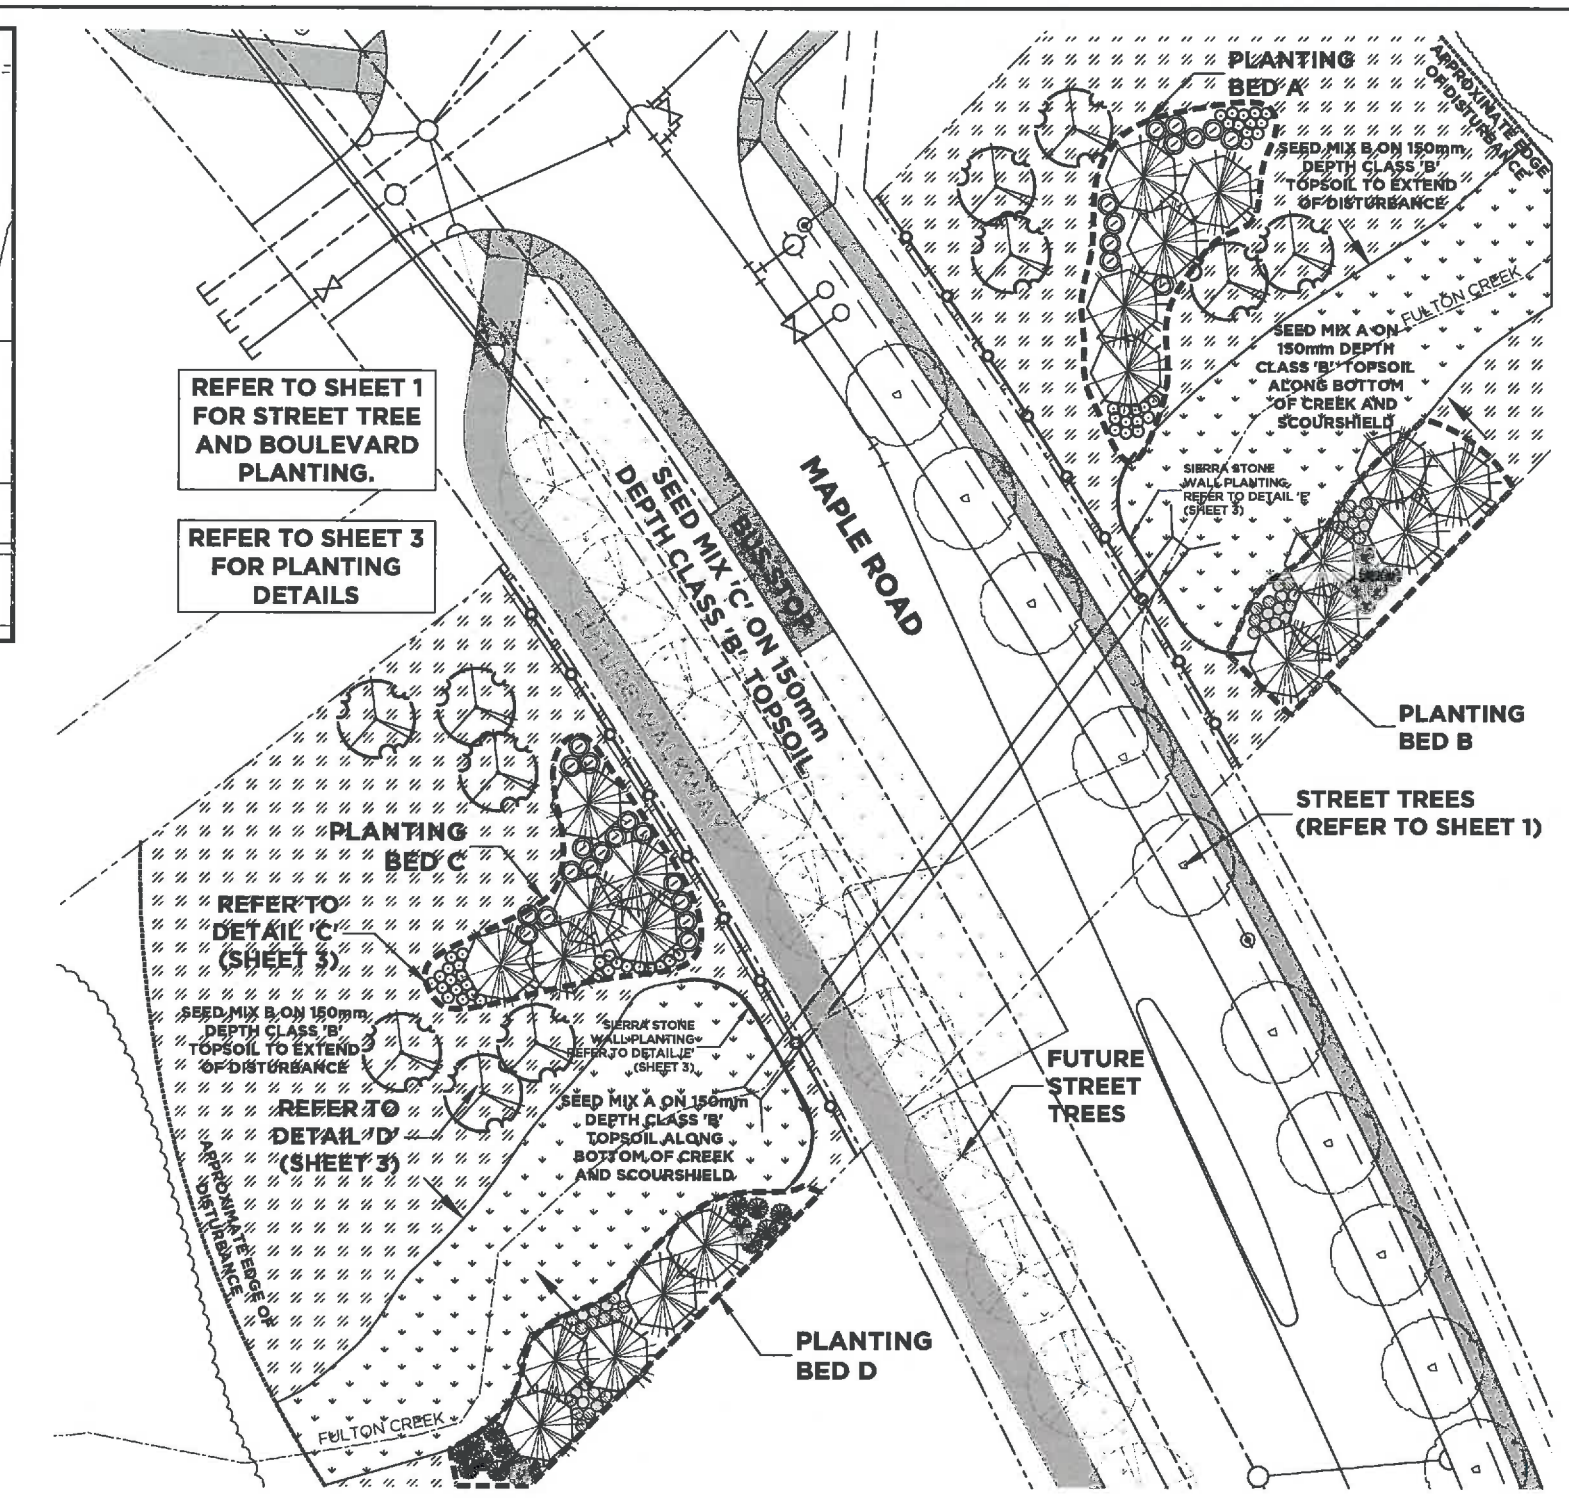 PLANTING
BED A
APPROXIMATE EDGE
OF DISTURBANCE
SEED MIX B ON 150mm
DEPTH CLASS 'B'
TOPSOIL TO EXTEND
OF DISTURBANCE
FULTON CREEK
SEED MIX A ON
150mm DEPTH
CLASS 'B' TOPSOIL
ALONG BOTTOM
OF CREEK AND
SCOURSHIELD
REFER TO SHEET 1
FOR STREET TREE
AND BOULEVARD
PLANTING.
REFER TO SHEET 3
FOR PLANTING
DETAILS
SEED MIX 'C' ON 150mm
DEPTH CLASS 'B' TOPSOIL
BUS STOP
MAPLE ROAD
SIERRA STONE
WALL PLANTING
REFER TO DETAIL 'E'
(SHEET 3)
FUTURE WALKWAY
PLANTING
BED B
STREET TREES
(REFER TO SHEET 1)
PLANTING
BED C
REFER TO
DETAIL 'C'
(SHEET 3)
SEED MIX B ON 150mm
DEPTH CLASS 'B'
TOPSOIL TO EXTEND
OF DISTURBANCE
SIERRA STONE
WALL PLANTING
REFER TO DETAIL 'E'
(SHEET 3)
REFER TO
DETAIL 'D'
(SHEET 3)
SEED MIX A ON 150mm
DEPTH CLASS 'B'
TOPSOIL ALONG
BOTTOM OF CREEK
AND SCOURSHIELD
FUTURE
STREET
TREES
APPROXIMATE EDGE OF
DISTURBANCE
PLANTING
BED D
FULTON CREEK